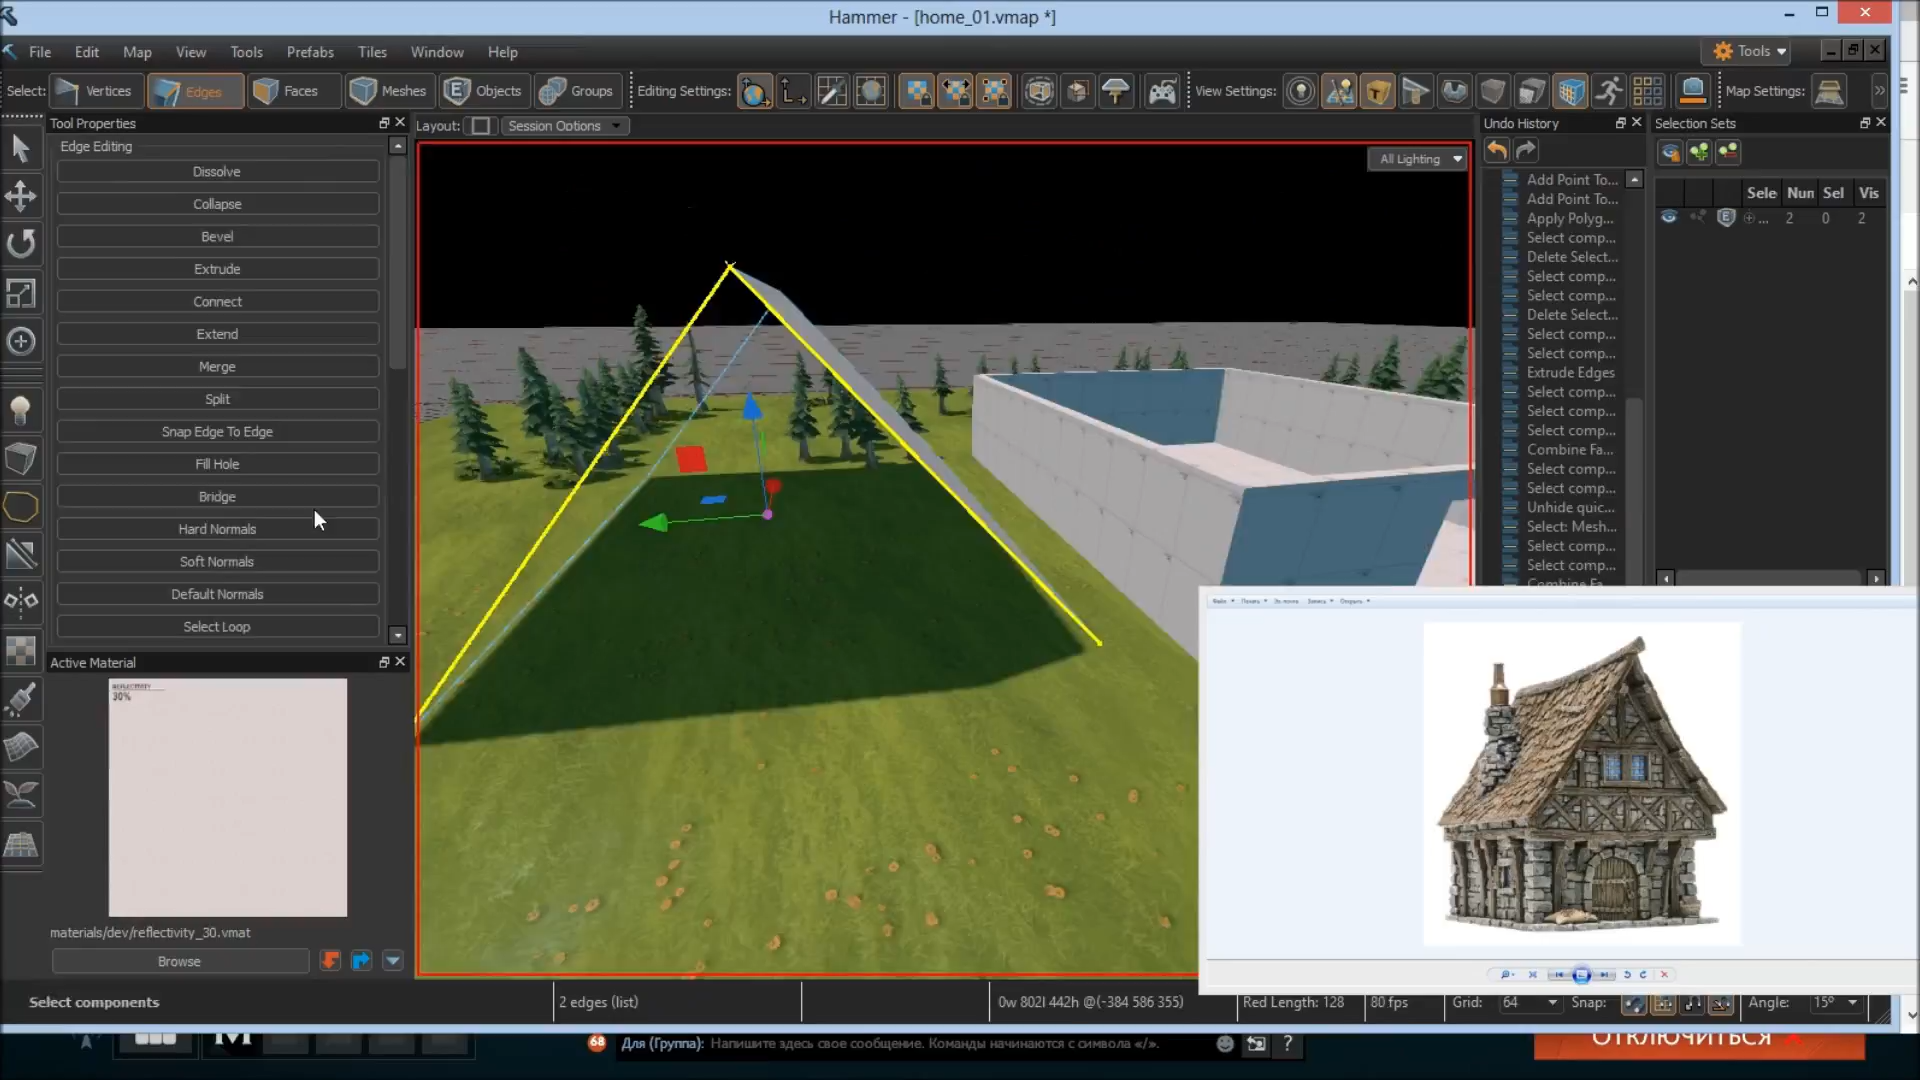 Hammer - [home_01.vmap *]
File Edit Map View Tools Prefabs Tiles Window Help
Tools
Select: Vertices Edges Faces Meshes Objects Groups Editing Settings: View Settings: Map Settings:
Tool Properties
Layout: Session Options
Undo History
Selection Sets
Edge Editing
Dissolve
Collapse
Bevel
Extrude
Connect
Extend
Merge
Split
Snap Edge To Edge
Fill Hole
Bridge
Hard Normals
Soft Normals
Default Normals
Select Loop
All Lighting
Add Point To...
Add Point To...
Apply Polyg...
Select comp...
Delete Select...
Select comp...
Select comp...
Delete Select...
Select comp...
Select comp...
Extrude Edges
Select comp...
Select comp...
Select comp...
Combine Fa...
Select comp...
Select comp...
Unhide quic...
Select: Mesh...
Select comp...
Select comp...
Combine Fa...
Sele Nun Sel Vis
... 2 0 2
Active Material
REFLECTIVITY
30%
materials/dev/reflectivity_30.vmat
Browse
Select components
2 edges (list)
0w 802l 442h @(-384 586 355)
Red Length: 128
80 fps
Grid: 64
Snap:
Angle: 15º
68 Для (Группа): Напишите здесь свое сообщение. Команды начинаются с символа «/».
ОТКЛЮЧИТЬСЯ